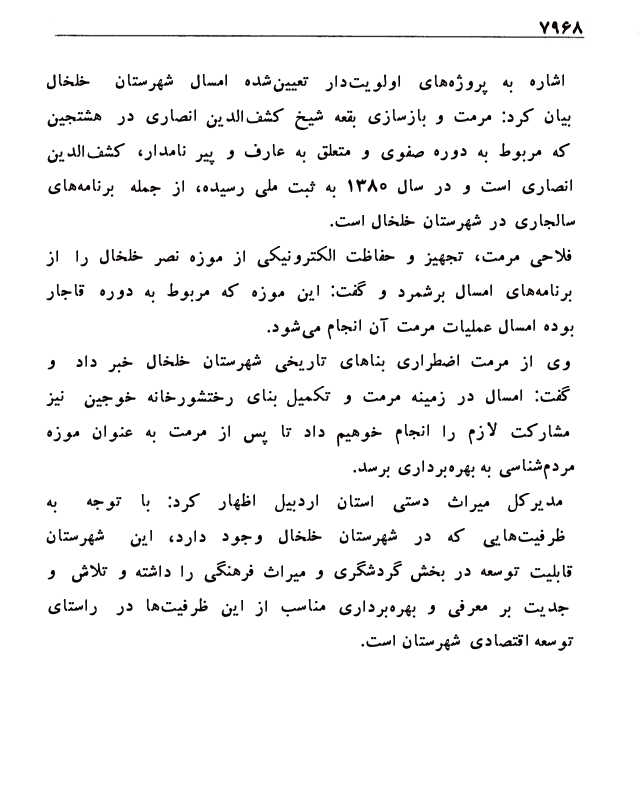 ۷۹۶۸
اشاره به پروژه‌های اولویت‌دار تعیین‌شده امسال شهرستان خلخال
بیان کرد: مرمت و بازسازی بقعه شیخ کشف‌الدین انصاری در هشتجین
که مربوط به دوره صفوی و متعلق به عارف و پیر نامدار، کشف‌الدین
انصاری است و در سال ۱۳۸۰ به ثبت ملی رسیده، از جمله برنامه‌های
سالجاری در شهرستان خلخال است.
فلاحی مرمت، تجهیز و حفاظت الکترونیکی از موزه نصر خلخال را از
برنامه‌های امسال برشمرد و گفت: این موزه که مربوط به دوره قاجار
بوده امسال عملیات مرمت آن انجام می‌شود.
وی از مرمت اضطراری بناهای تاریخی شهرستان خلخال خبر داد و
گفت: امسال در زمینه مرمت و تکمیل بنای رختشورخانه خوجین نیز
مشارکت لازم را انجام خوهیم داد تا پس از مرمت به عنوان موزه
مردم‌شناسی به بهره‌برداری برسد.
مدیرکل میراث دستی استان اردبیل اظهار کرد: با توجه به
ظرفیت‌هایی که در شهرستان خلخال وجود دارد، این شهرستان
قابلیت توسعه در بخش گردشگری و میراث فرهنگی را داشته و تلاش و
جدیت بر معرفی و بهره‌برداری مناسب از این ظرفیت‌ها در راستای
توسعه اقتصادی شهرستان است.